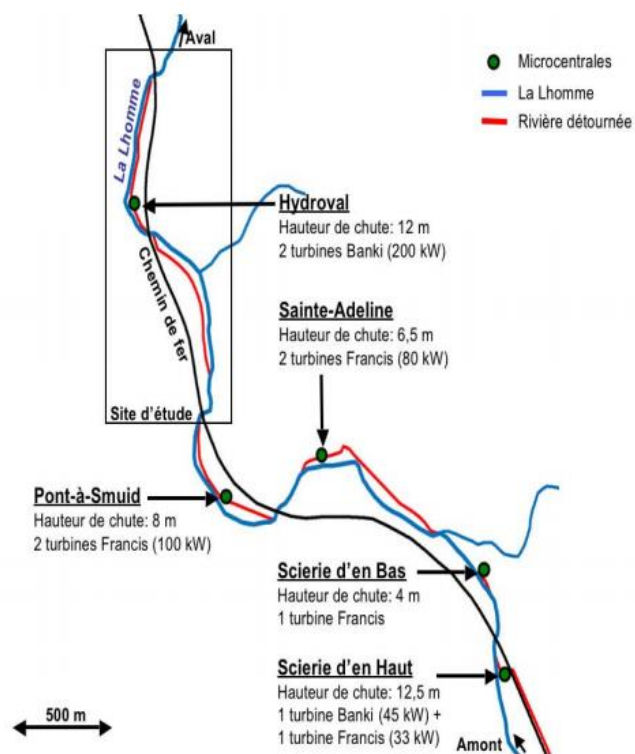 Aval
Microcentrales
La Lhomme
Rivière détournée
La Lhomme
Hydroval
Hauteur de chute: 12 m
2 turbines Banki (200 kW)
Chemin de fer
Sainte-Adeline
Hauteur de chute: 6,5 m
2 turbines Francis (80 kW)
Site d'étude
Pont-à-Smuid
Hauteur de chute: 8 m
2 turbines Francis (100 kW)
Scierie d'en Bas
Hauteur de chute: 4 m
1 turbine Francis
Scierie d'en Haut
Hauteur de chute: 12,5 m
1 turbine Banki (45 kW) +
1 turbine Francis (33 kW)
500 m
Amont